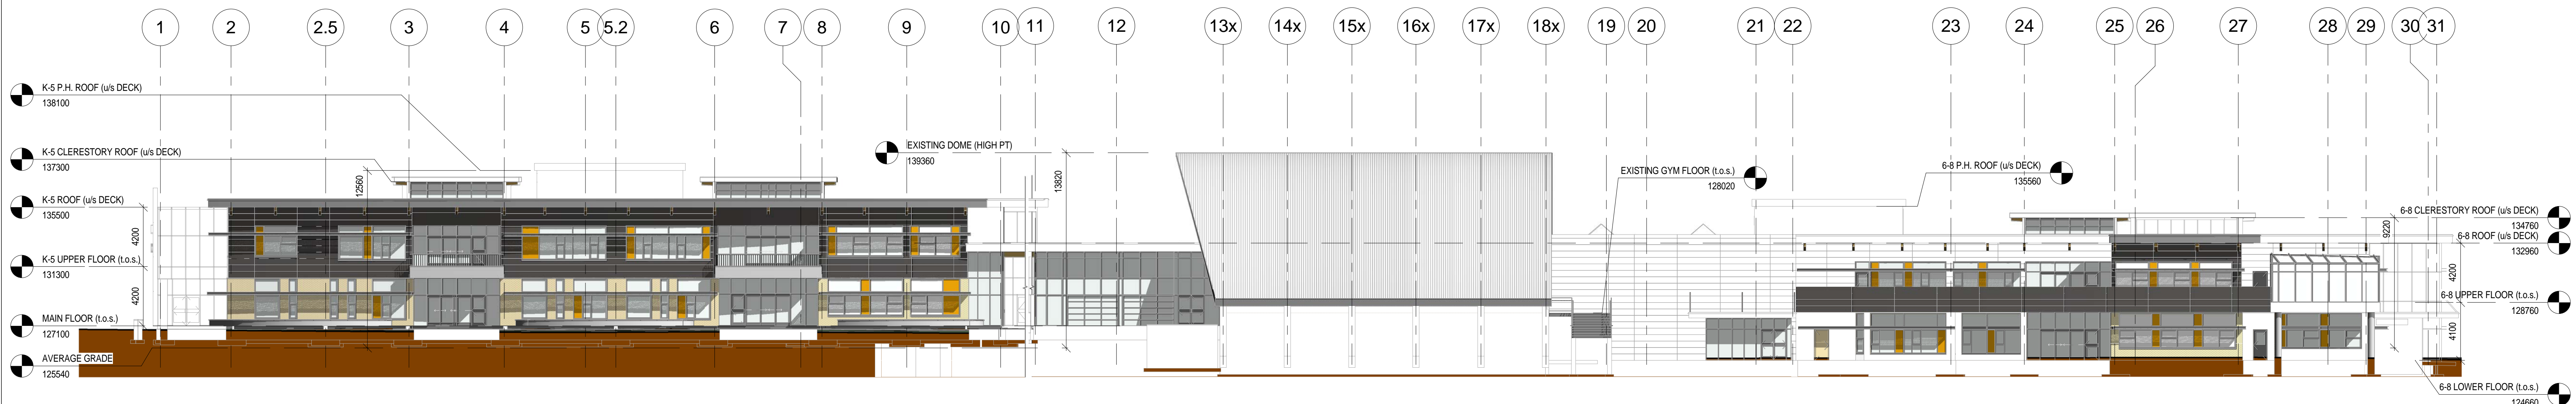 1 2 2.5 3 4 5 5.2 6 7 8 9 10 11 12 13x 14x 15x 16x 17x 18x 19 20 21 22 23 24 25 26 27 28 29 30 31
K-5 P.H. ROOF (u/s DECK)
138100
K-5 CLERESTORY ROOF (u/s DECK)
137300
K-5 ROOF (u/s DECK)
135500
4200
K-5 UPPER FLOOR (t.o.s.)
131300
4200
MAIN FLOOR (t.o.s.)
127100
AVERAGE GRADE
125540
12560
EXISTING DOME (HIGH PT)
139360
13820
EXISTING GYM FLOOR (t.o.s.)
128020
6-8 P.H. ROOF (u/s DECK)
135560
6-8 CLERESTORY ROOF (u/s DECK)
134760
9220
6-8 ROOF (u/s DECK)
132960
4200
6-8 UPPER FLOOR (t.o.s.)
128760
4100
6-8 LOWER FLOOR (t.o.s.)
124660